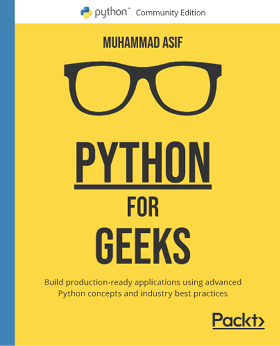 python™ Community Edition
MUHAMMAD ASIF
PYTHON
FOR
GEEKS
Build production-ready applications using advanced
Python concepts and industry best practices
Packt>